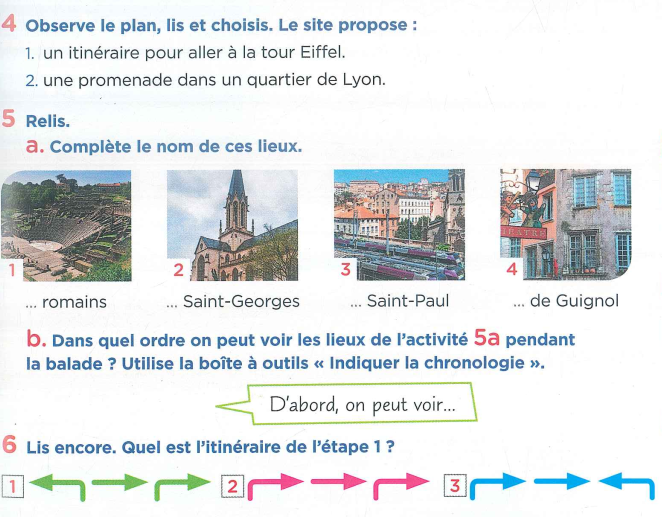 4 Observe le plan, lis et choisis. Le site propose :
1. un itinéraire pour aller à la tour Eiffel.
2. une promenade dans un quartier de Lyon.
5 Relis.
a. Complète le nom de ces lieux.
THEATRE
1
2
3
4
... romains
... Saint-Georges
... Saint-Paul
... de Guignol
b. Dans quel ordre on peut voir les lieux de l'activité 5a pendant
la balade ? Utilise la boîte à outils « Indiquer la chronologie ».
D'abord, on peut voir...
6 Lis encore. Quel est l'itinéraire de l'étape 1 ?
1
2
3